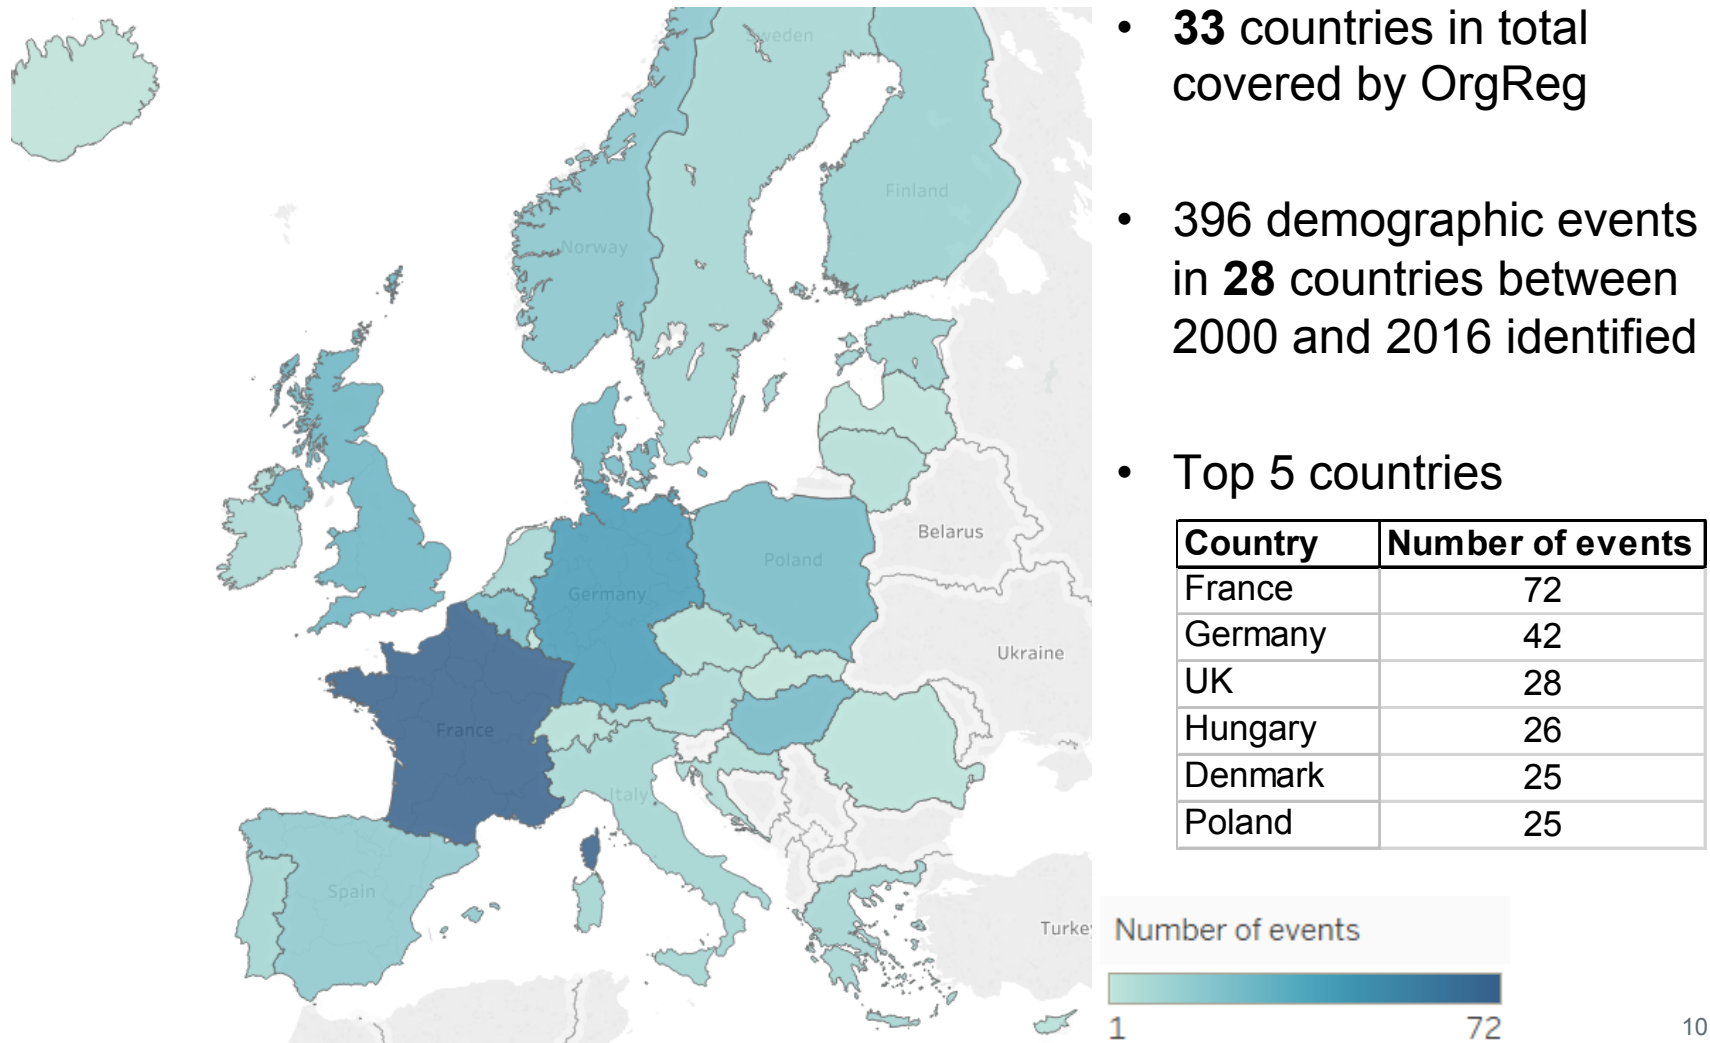 Sweden
Finland
Norway
Belarus
Poland
Germany
Ukraine
France
Italy
Spain
Turke
• 33 countries in total
covered by OrgReg
• 396 demographic events
in 28 countries between
2000 and 2016 identified
• Top 5 countries
Country Number of events
France 72
Germany 42
UK 28
Hungary 26
Denmark 25
Poland 25
Number of events
1 72
10